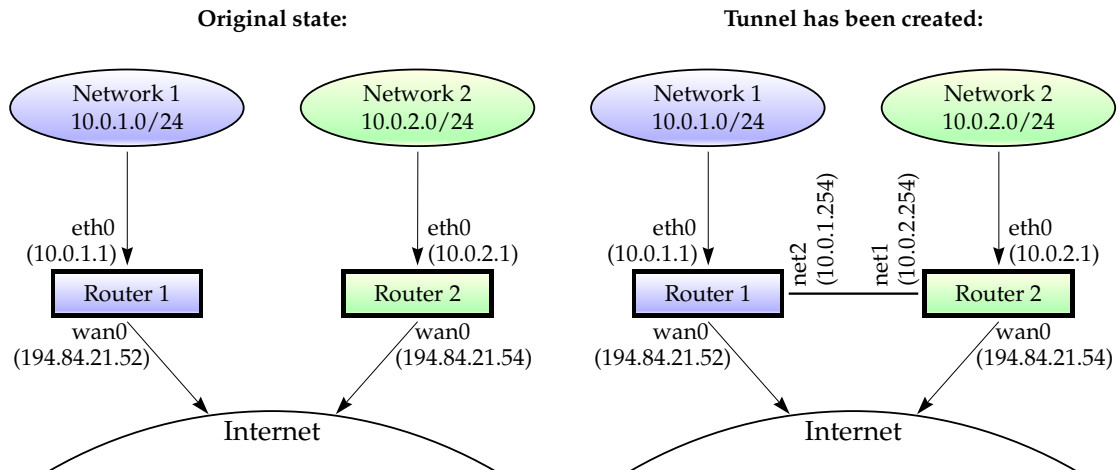 Original state:
Network 1
10.0.1.0/24
Network 2
10.0.2.0/24
eth0
(10.0.1.1)
eth0
(10.0.2.1)
Router 1
Router 2
wan0
(194.84.21.52)
wan0
(194.84.21.54)
Internet
Tunnel has been created:
Network 1
10.0.1.0/24
Network 2
10.0.2.0/24
eth0
(10.0.1.1)
net2
(10.0.1.254)
net1
(10.0.2.254)
eth0
(10.0.2.1)
Router 1
Router 2
wan0
(194.84.21.52)
wan0
(194.84.21.54)
Internet